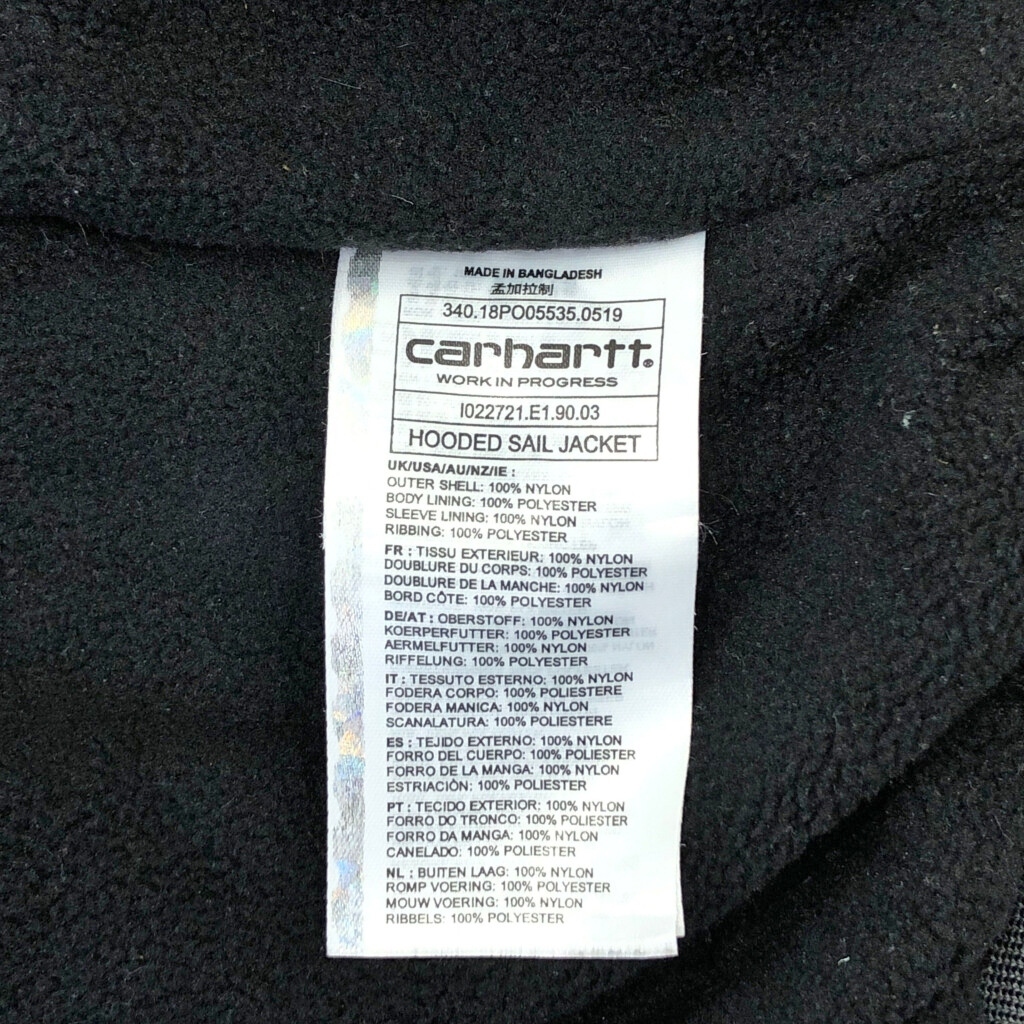 MADE IN BANGLADESH
孟加拉制
340.18PO05535.0519
carhartt®
WORK IN PROGRESS
I022721.E1.90.03
HOODED SAIL JACKET
UK/USA/AU/NZ/IE :
OUTER SHELL: 100% NYLON
BODY LINING: 100% POLYESTER
SLEEVE LINING: 100% NYLON
RIBBING: 100% POLYESTER
FR : TISSU EXTERIEUR: 100% NYLON
DOUBLURE DU CORPS: 100% POLYESTER
DOUBLURE DE LA MANCHE: 100% NYLON
BORD CÔTE: 100% POLYESTER
DE/AT : OBERSTOFF: 100% NYLON
KOERPERFUTTER: 100% POLYESTER
AERMELFUTTER: 100% NYLON
RIFFELUNG: 100% POLYESTER
IT : TESSUTO ESTERNO: 100% NYLON
FODERA CORPO: 100% POLIESTERE
FODERA MANICA: 100% NYLON
SCANALATURA: 100% POLIESTERE
ES : TEJIDO EXTERNO: 100% NYLON
FORRO DEL CUERPO: 100% POLIESTER
FORRO DE LA MANGA: 100% NYLON
ESTRIACIÓN: 100% POLIESTER
PT : TECIDO EXTERIOR: 100% NYLON
FORRO DO TRONCO: 100% POLIESTER
FORRO DA MANGA: 100% NYLON
CANELADO: 100% POLIESTER
NL : BUITEN LAAG: 100% NYLON
ROMP VOERING: 100% POLYESTER
MOUW VOERING: 100% NYLON
RIBBELS: 100% POLYESTER